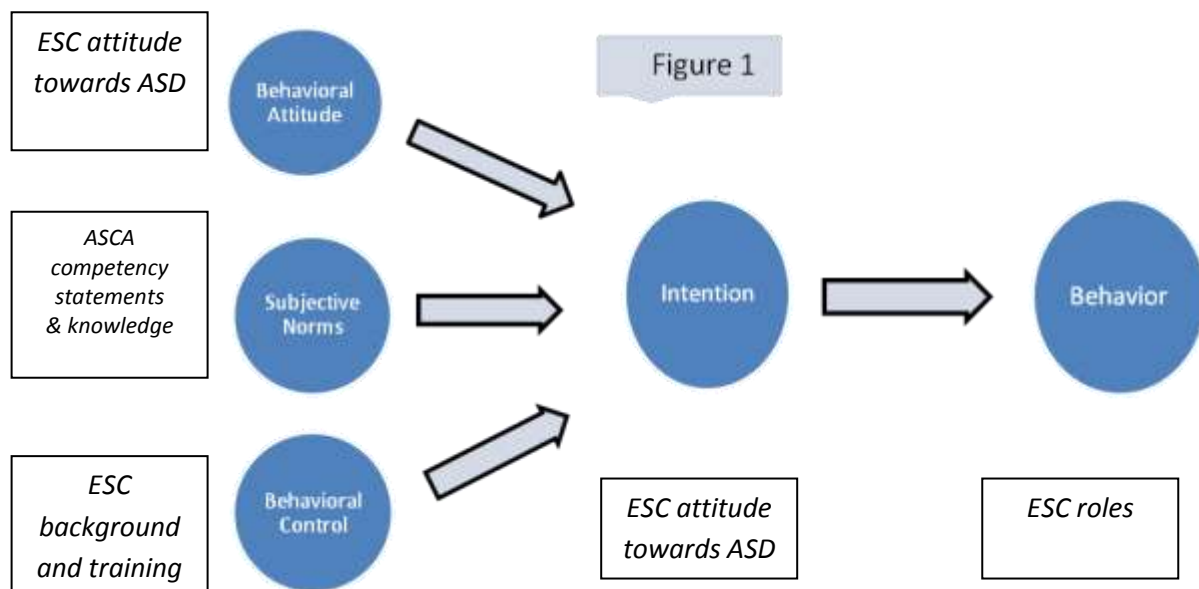 ESC attitude
towards ASD
Behavioral
Attitude
Figure 1
ASCA
competency
statements
& knowledge
Subjective
Norms
Intention
Behavior
ESC
background
and training
Behavioral
Control
ESC attitude
towards ASD
ESC roles